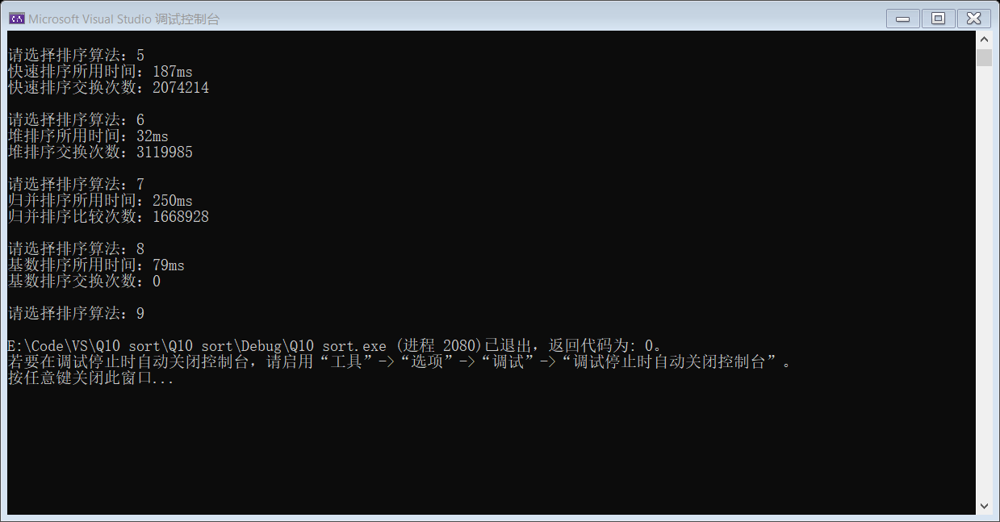 Microsoft Visual Studio 调试控制台
请选择排序算法: 5
快速排序所用时间: 187ms
快速排序交换次数: 2074214
请选择排序算法: 6
堆排序所用时间: 32ms
堆排序交换次数: 3119985
请选择排序算法: 7
归并排序所用时间: 250ms
归并排序比较次数: 1668928
请选择排序算法: 8
基数排序所用时间: 79ms
基数排序交换次数: 0
请选择排序算法: 9
E:\Code\VS\Q10 sort\Q10 sort\Debug\Q10 sort.exe (进程 2080)已退出，返回代码为: 0。
若要在调试停止时自动关闭控制台，请启用“工具”->“选项”->“调试”->“调试停止时自动关闭控制台”。
按任意键关闭此窗口...